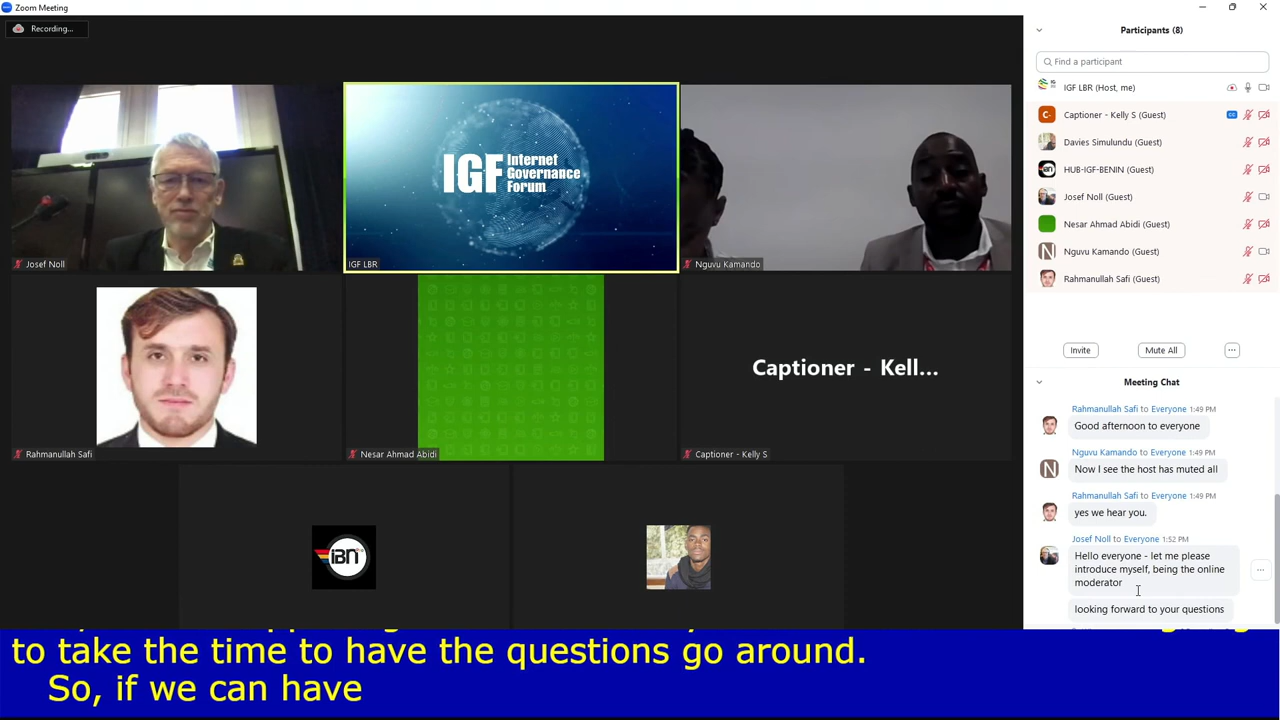 Zoom Meeting
Recording...
Josef Noll
IGF Internet
Governance
Forum
IGF LBR
Nguvu Kamando
Rahmanullah Safi
Nesar Ahmad Abidi
Captioner - Kell...
Captioner - Kelly S
iBN
to take the time to have the questions go around.
So, if we can have
Participants (8)
Find a participant
IGF LBR (Host, me)
C- Captioner - Kelly S (Guest)
Davies Simulundu (Guest)
HUB-IGF-BENIN (Guest)
Josef Noll (Guest)
Nesar Ahmad Abidi (Guest)
N Nguvu Kamando (Guest)
Rahmanullah Safi (Guest)
Invite Mute All ...
Meeting Chat
Rahmanullah Safi to Everyone 1:49 PM
Good afternoon to everyone
Nguvu Kamando to Everyone 1:49 PM
N Now I see the host has muted all
Rahmanullah Safi to Everyone 1:49 PM
yes we hear you.
Josef Noll to Everyone 1:52 PM
Hello everyone - let me please
introduce myself, being the online
moderator
looking forward to your questions